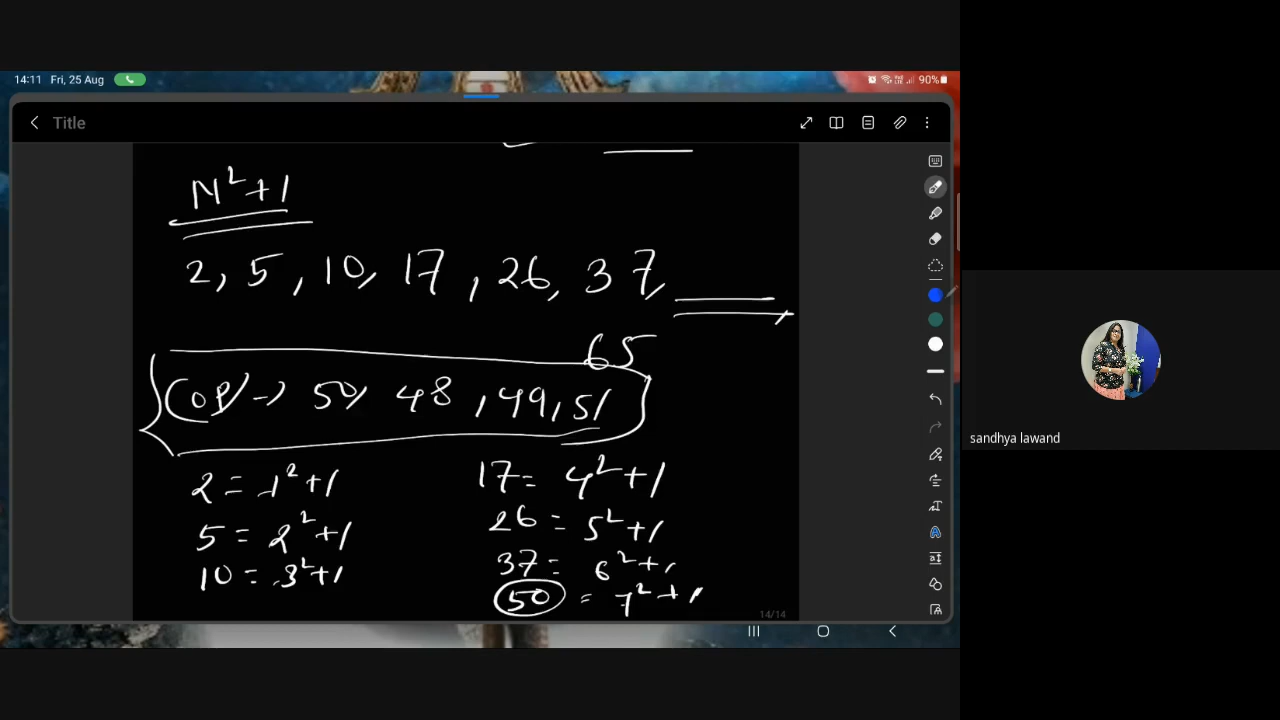 14:11 Fri, 25 Aug
90%
Title
N²+1
2, 5, 10, 17, 26, 37,
65
(OP) → 50, 48, 49, 51
2 = 1²+1
5 = 2²+1
10 = 3²+1
17 = 4²+1
26 = 5²+1
37 = 6²+1
50 = 7²+1
14/14
sandhya lawand